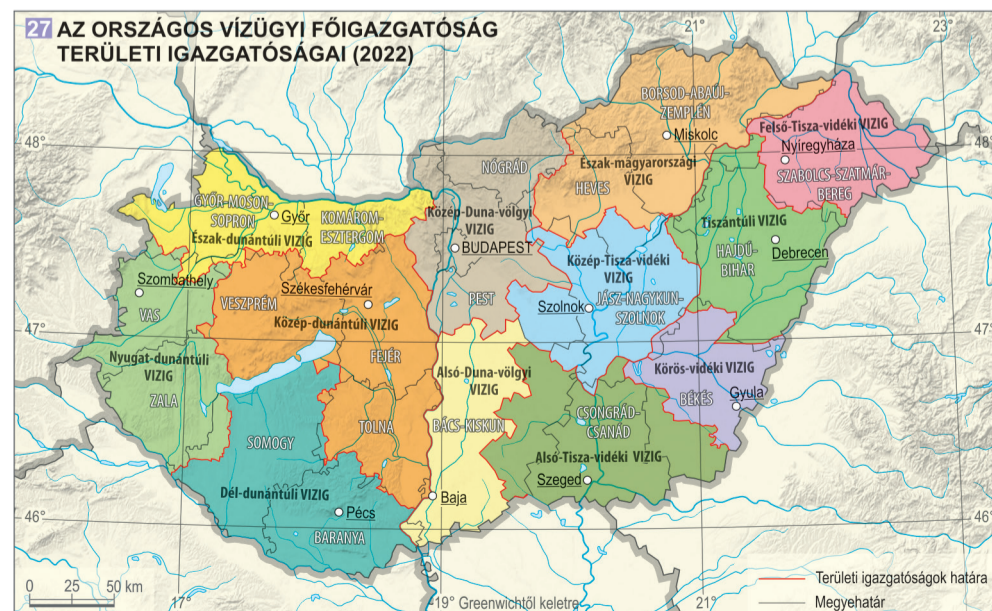 27 AZ ORSZÁGOS VÍZÜGYI FŐIGAZGATÓSÁG
TERÜLETI IGAZGATÓSÁGAI (2022)
21°
23°
48°
48°
47°
47°
46°
46°
17°
19° Greenwichtől keletre
21°
BORSOD-ABAÚJ-
ZEMPLÉN
Miskolc
Észak-magyarországi
VIZIG
HEVES
Felső-Tisza-vidéki VIZIG
Nyíregyháza
SZABOLCS-SZATMÁR-
BEREG
NÓGRÁD
Közép-Duna-völgyi
VIZIG
BUDAPEST
PEST
GYŐR-MOSON-
SOPRON
Győr
KOMÁROM-
ESZTERGOM
Észak-dunántúli VIZIG
Tiszántúli VIZIG
Debrecen
HAJDÚ-
BIHAR
Közép-Tisza-vidéki
VIZIG
Szolnok
JÁSZ-NAGYKUN-
SZOLNOK
Szombathely
VAS
Nyugat-dunántúli
VIZIG
ZALA
VESZPRÉM
Székesfehérvár
Közép-dunántúli VIZIG
FEJÉR
TOLNA
Alsó-Duna-völgyi
VIZIG
BÁCS-KISKUN
Baja
Körös-vidéki VIZIG
BÉKÉS
Gyula
CSONGRÁD-
CSANÁD
Alsó-Tisza-vidéki VIZIG
Szeged
SOMOGY
Dél-dunántúli VIZIG
Pécs
BARANYA
0 25 50 km
Területi igazgatóságok határa
Megyehatár